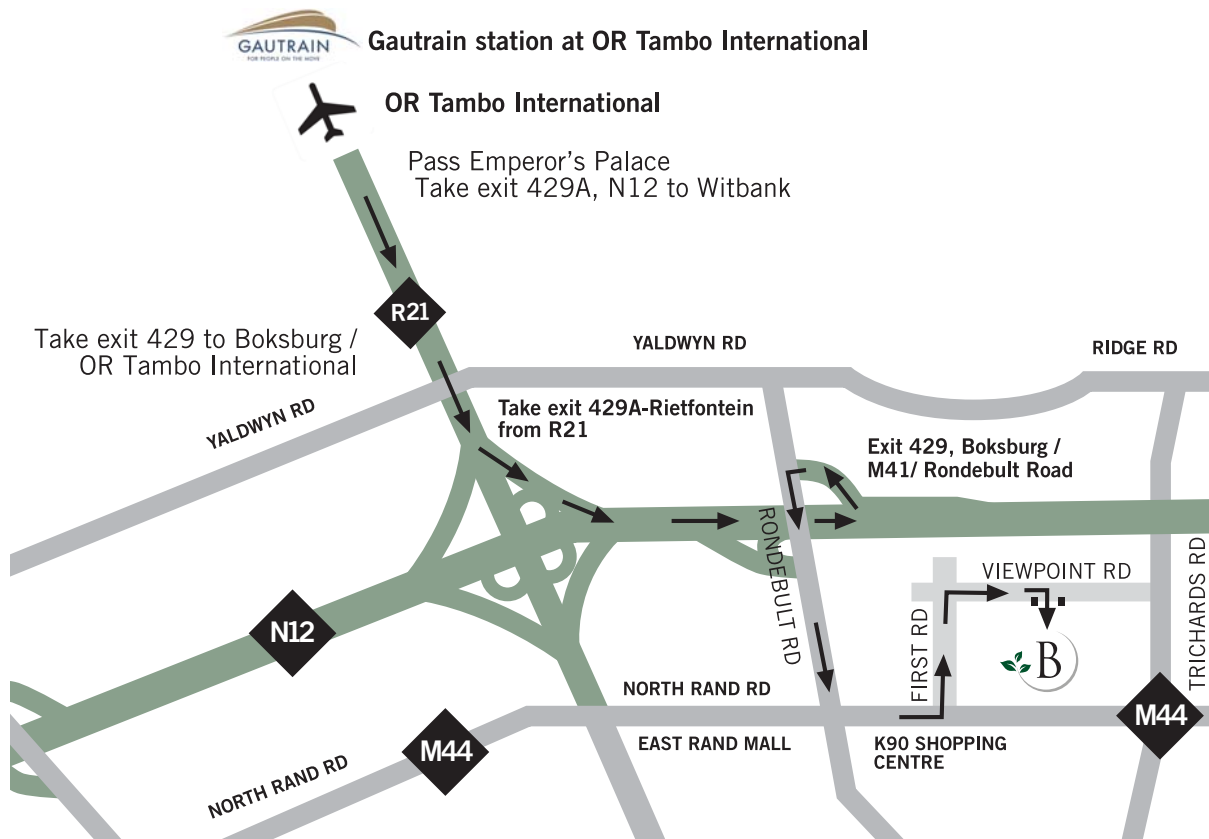 GAUTRAIN
FOR PEOPLE ON THE MOVE
Gautrain station at OR Tambo International
OR Tambo International
Pass Emperor's Palace
Take exit 429A, N12 to Witbank
R21
Take exit 429 to Boksburg /
OR Tambo International
YALDWYN RD
RIDGE RD
YALDWYN RD
Take exit 429A-Rietfontein
from R21
Exit 429, Boksburg /
M41/ Rondebult Road
RONDEBULT RD
VIEWPOINT RD
TRICHARDS RD
FIRST RD
B
N12
NORTH RAND RD
M44
M44
EAST RAND MALL
K90 SHOPPING
CENTRE
NORTH RAND RD